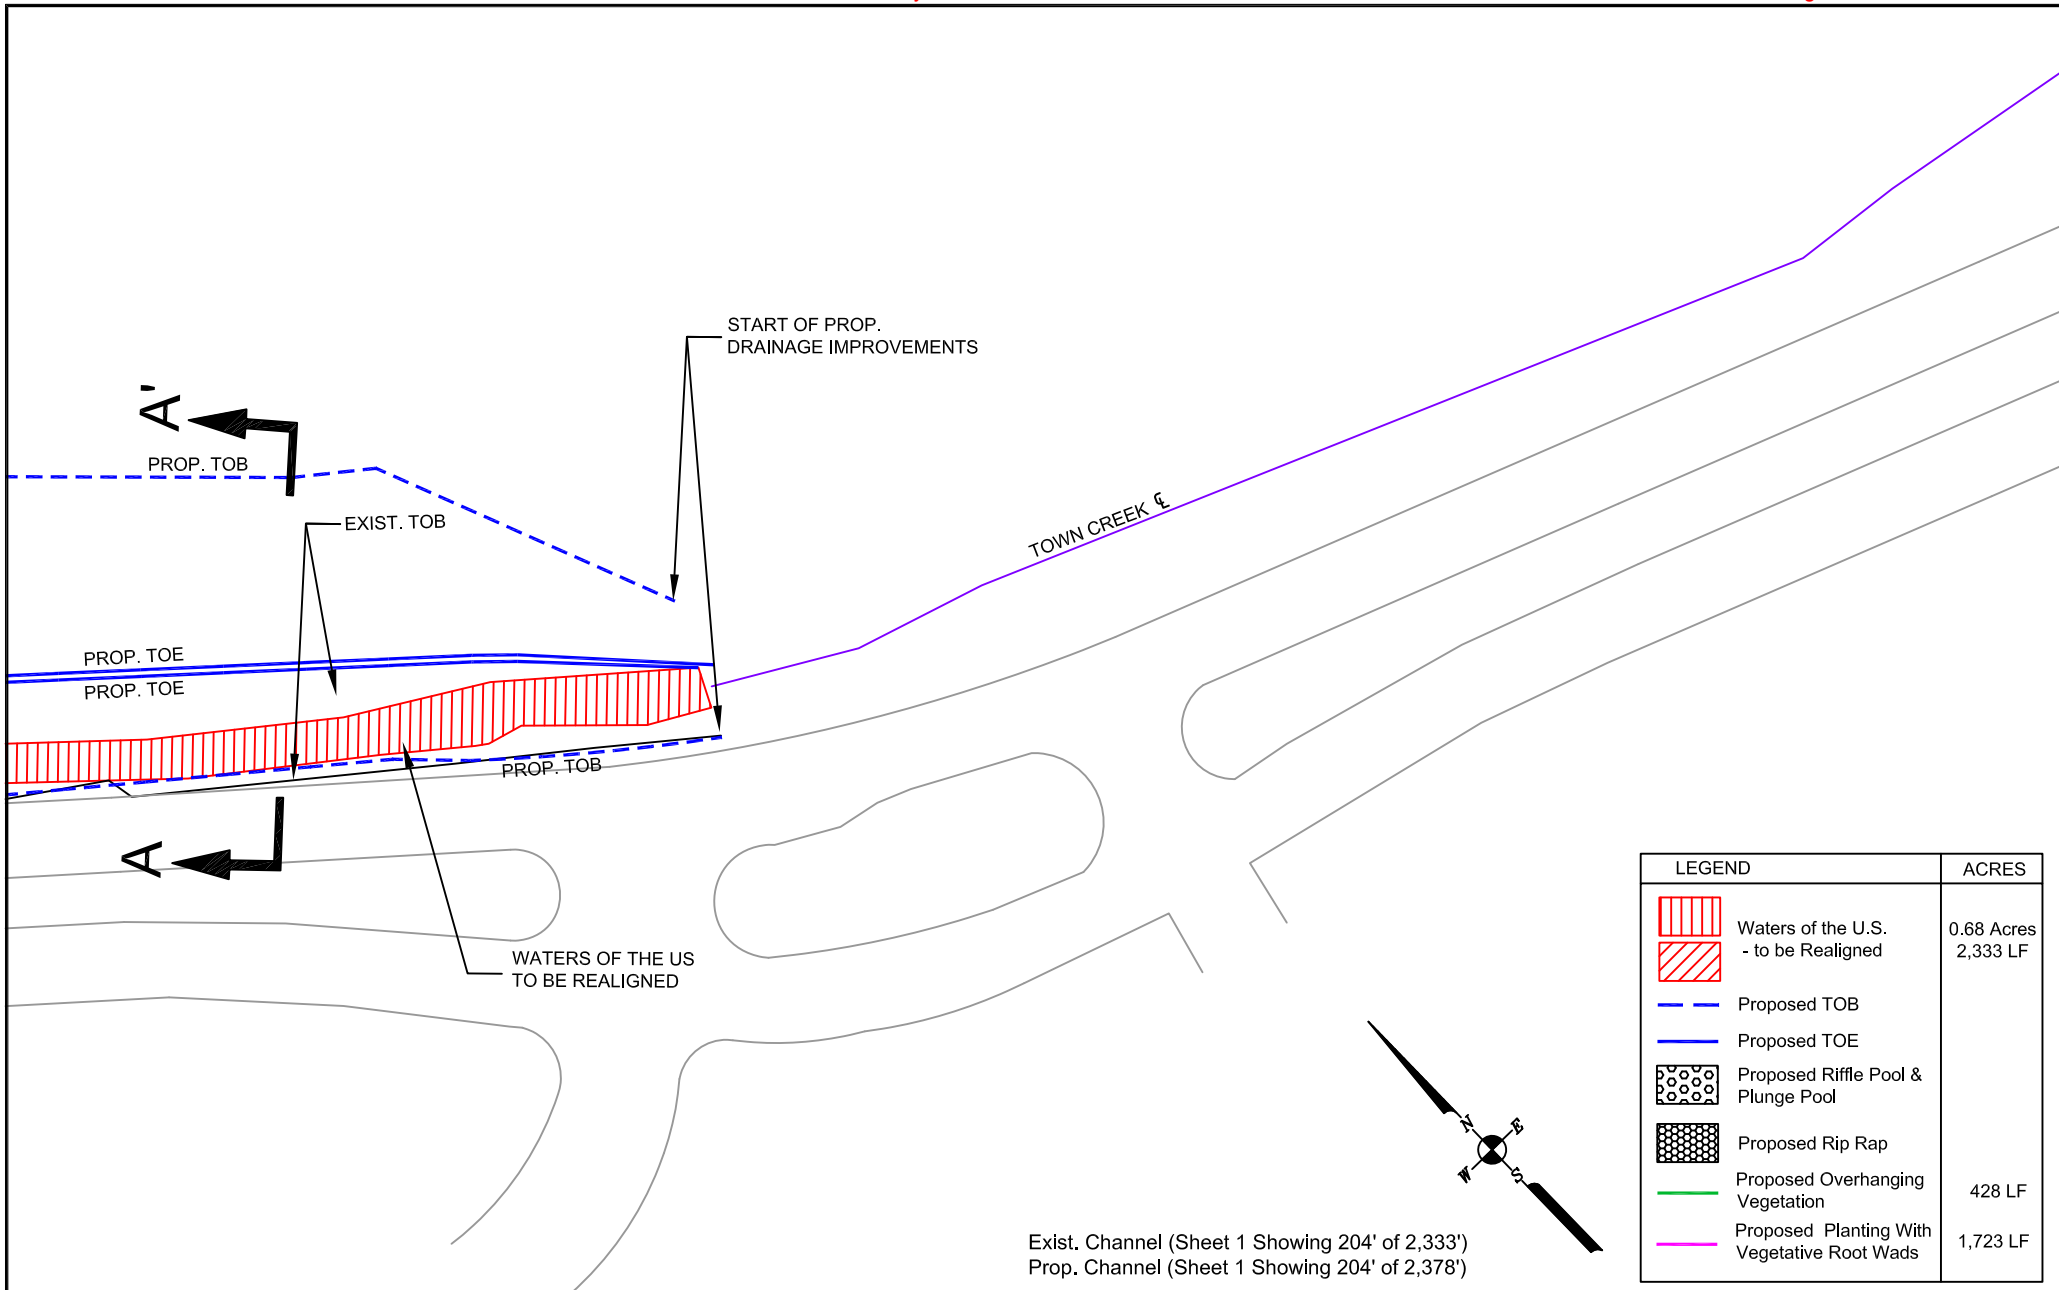 START OF PROP.
DRAINAGE IMPROVEMENTS
A'
PROP. TOB
EXIST. TOB
TOWN CREEK ℄
PROP. TOE
PROP. TOE
PROP. TOB
A
WATERS OF THE US
TO BE REALIGNED
LEGEND ACRES
Waters of the U.S. 0.68 Acres
- to be Realigned 2,333 LF
Proposed TOB
Proposed TOE
Proposed Riffle Pool &
Plunge Pool
Proposed Rip Rap
Proposed Overhanging
Vegetation 428 LF
Proposed Planting With
Vegetative Root Wads 1,723 LF
N E
W S
Exist. Channel (Sheet 1 Showing 204' of 2,333')
Prop. Channel (Sheet 1 Showing 204' of 2,378')